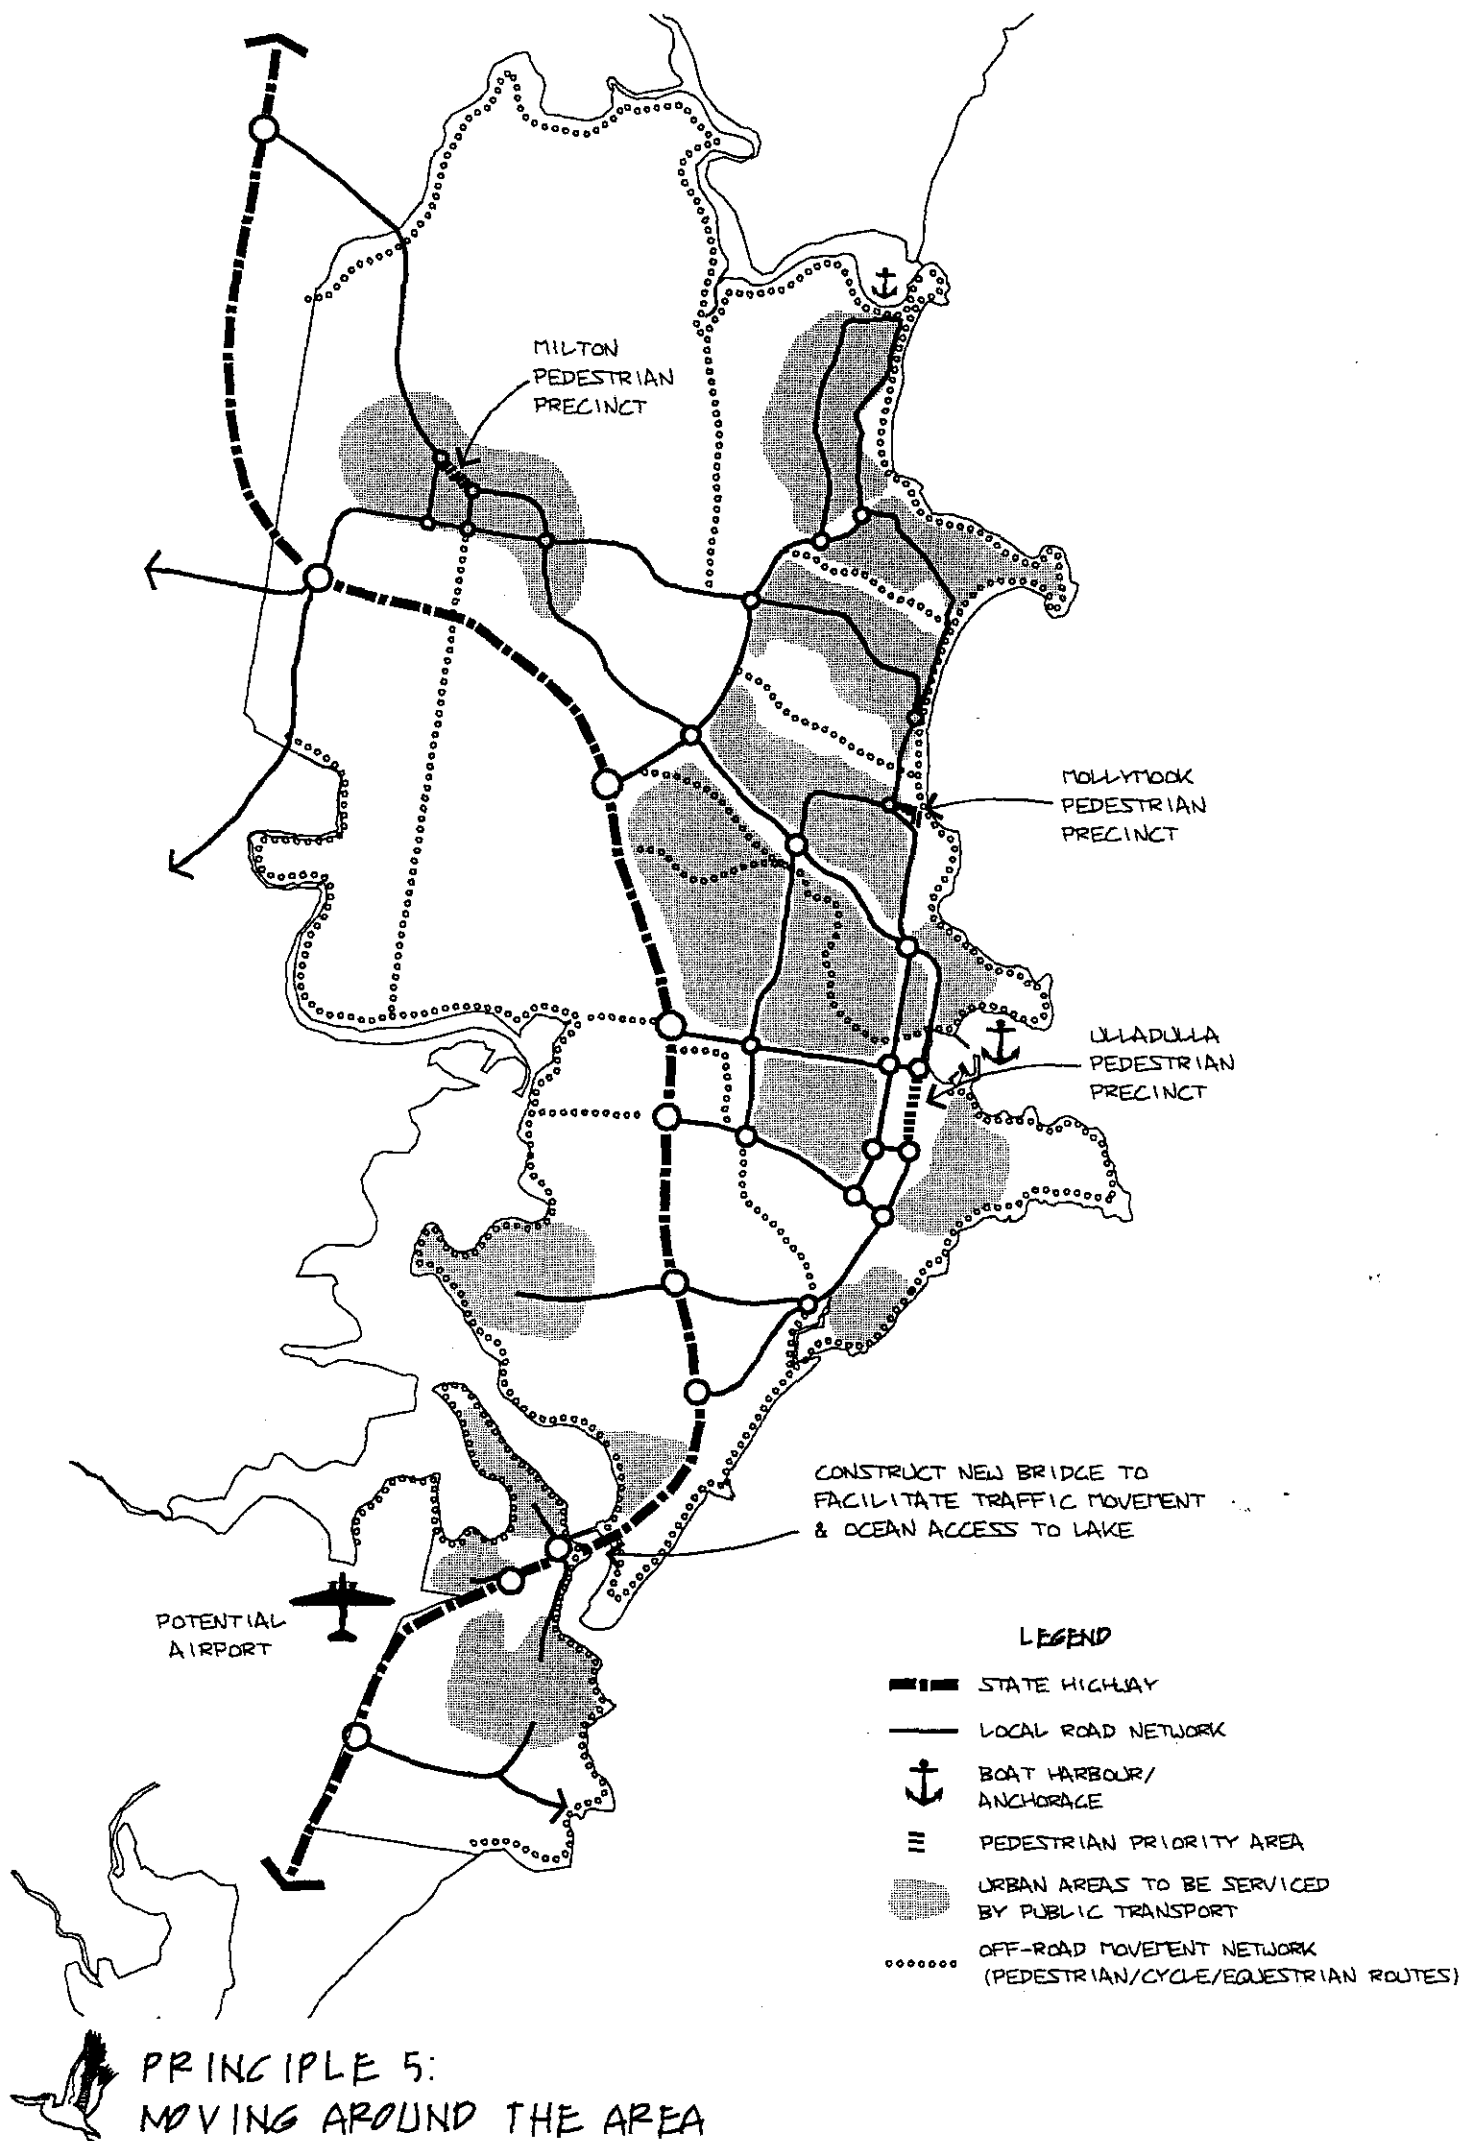 MILTON
PEDESTRIAN
PRECINCT
MOLLYMOOK
PEDESTRIAN
PRECINCT
ULLADULLA
PEDESTRIAN
PRECINCT
CONSTRUCT NEW BRIDGE TO
FACILITATE TRAFFIC MOVEMENT
& OCEAN ACCESS TO LAKE
POTENTIAL
AIRPORT
LEGEND
STATE HIGHWAY
LOCAL ROAD NETWORK
BOAT HARBOUR/
ANCHORAGE
PEDESTRIAN PRIORITY AREA
URBAN AREAS TO BE SERVICED
BY PUBLIC TRANSPORT
OFF-ROAD MOVEMENT NETWORK
(PEDESTRIAN/CYCLE/EQUESTRIAN ROUTES)
PRINCIPLE 5:
MOVING AROUND THE AREA